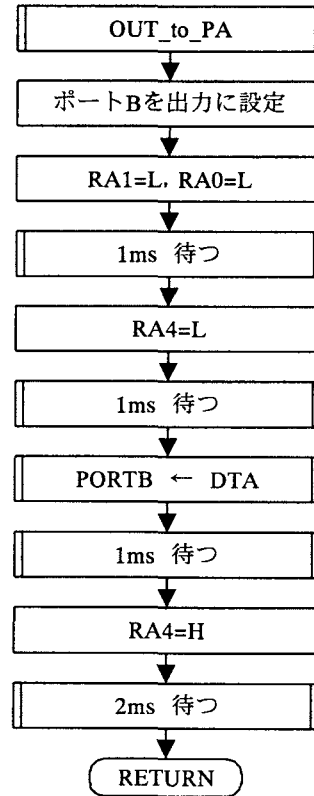 OUT_to_PA
ポートBを出力に設定
RA1=L, RA0=L
1ms 待つ
RA4=L
1ms 待つ
PORTB ← DTA
1ms 待つ
RA4=H
2ms 待つ
RETURN